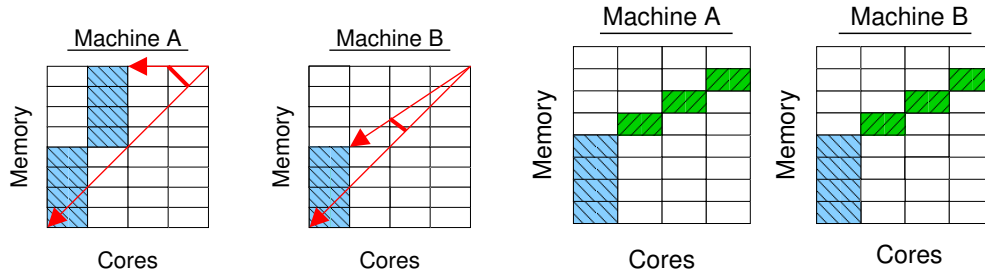 Machine A
Machine B
Machine A
Machine B
Memory
Memory
Memory
Memory
Cores
Cores
Cores
Cores